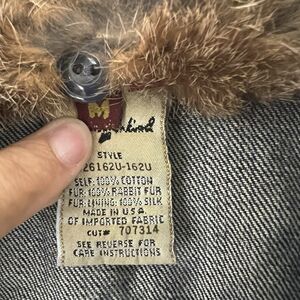 M
STYLE
26162U-162U
SELF: 100% COTTON
FUR: 100% RABBIT FUR
FUR LINING: 100% SILK
MADE IN U.S.A.
OF IMPORTED FABRIC
CUT# 707314
SEE REVERSE FOR
CARE INSTRUCTIONS